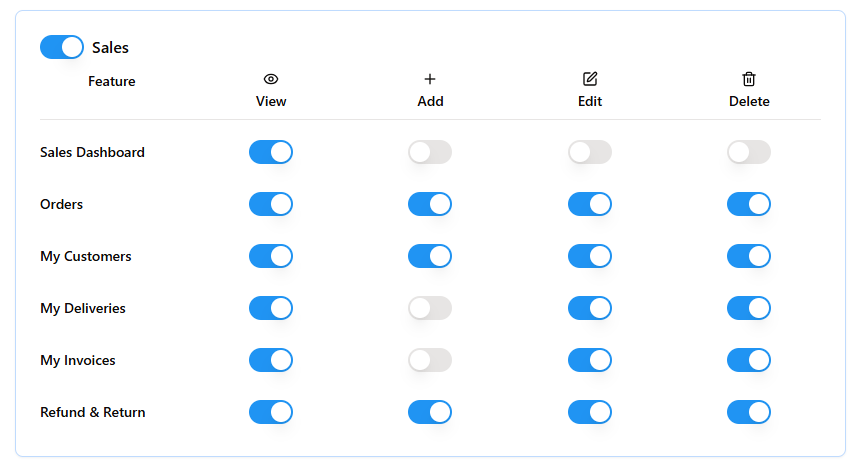 Sales
Feature View Add Edit Delete
Sales Dashboard
Orders
My Customers
My Deliveries
My Invoices
Refund & Return